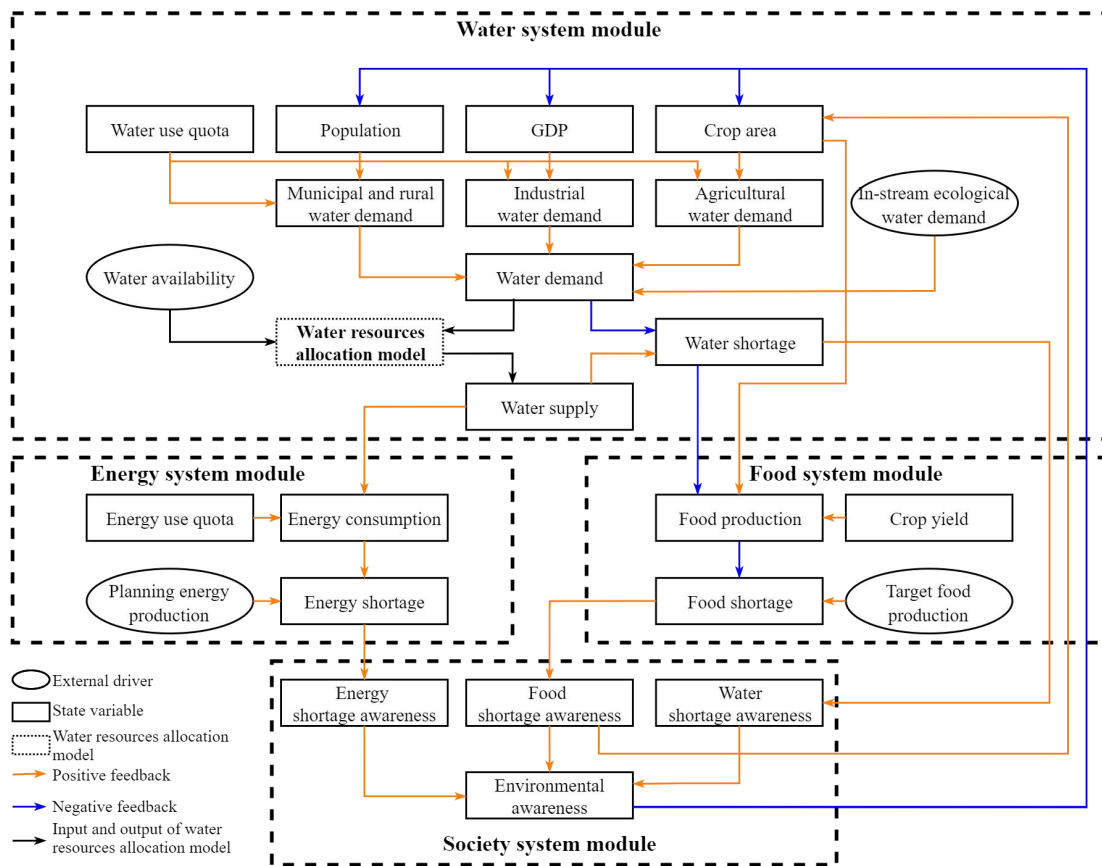 Water system module
Water use quota
Population
GDP
Crop area
Municipal and rural
water demand
Industrial
water demand
Agricultural
water demand
In-stream ecological
water demand
Water availability
Water demand
Water resources
allocation model
Water shortage
Water supply
Energy system module
Food system module
Energy use quota
Energy consumption
Food production
Crop yield
Planning energy
production
Energy shortage
Food shortage
Target food
production
External driver
State variable
Water resources allocation
model
Positive feedback
Negative feedback
Input and output of water
resources allocation model
Energy
shortage awareness
Food
shortage awareness
Water
shortage awareness
Environmental
awareness
Society system module